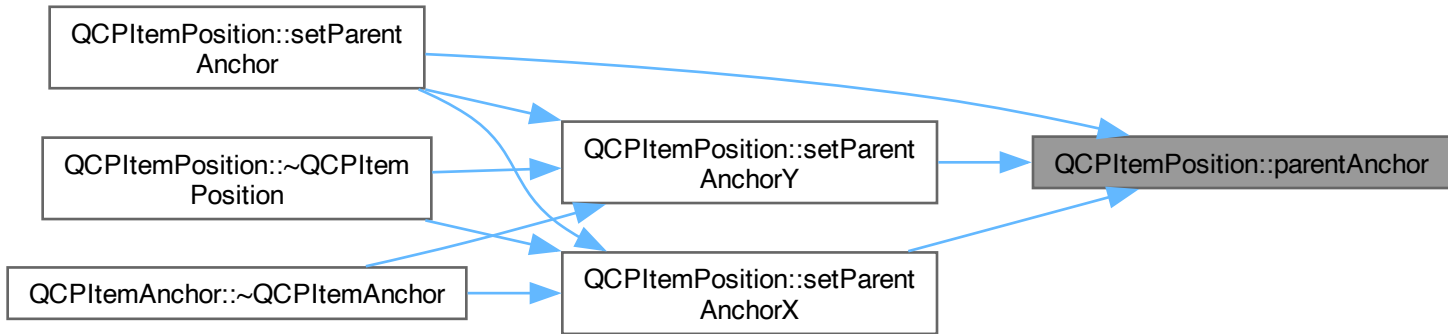 QCPItemPosition::setParent
Anchor
QCPItemPosition::~QCPItem
Position
QCPItemAnchor::~QCPItemAnchor
QCPItemPosition::setParent
AnchorY
QCPItemPosition::setParent
AnchorX
QCPItemPosition::parentAnchor